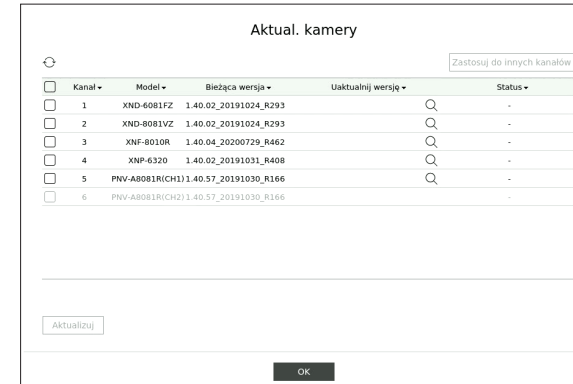 Aktual. kamery
Zastosuj do innych kanałów
Kanał Model Bieżąca wersja Uaktualnij wersję Status
1 XND-6081FZ 1.40.02_20191024_R293 -
2 XND-8081VZ 1.40.02_20191024_R293 -
3 XNF-8010R 1.40.04_20200729_R462 -
4 XNP-6320 1.40.02_20191031_R408 -
5 PNV-A8081R(CH1) 1.40.57_20191030_R166 -
6 PNV-A8081R(CH2) 1.40.57_20191030_R166 -
Aktualizuj
OK